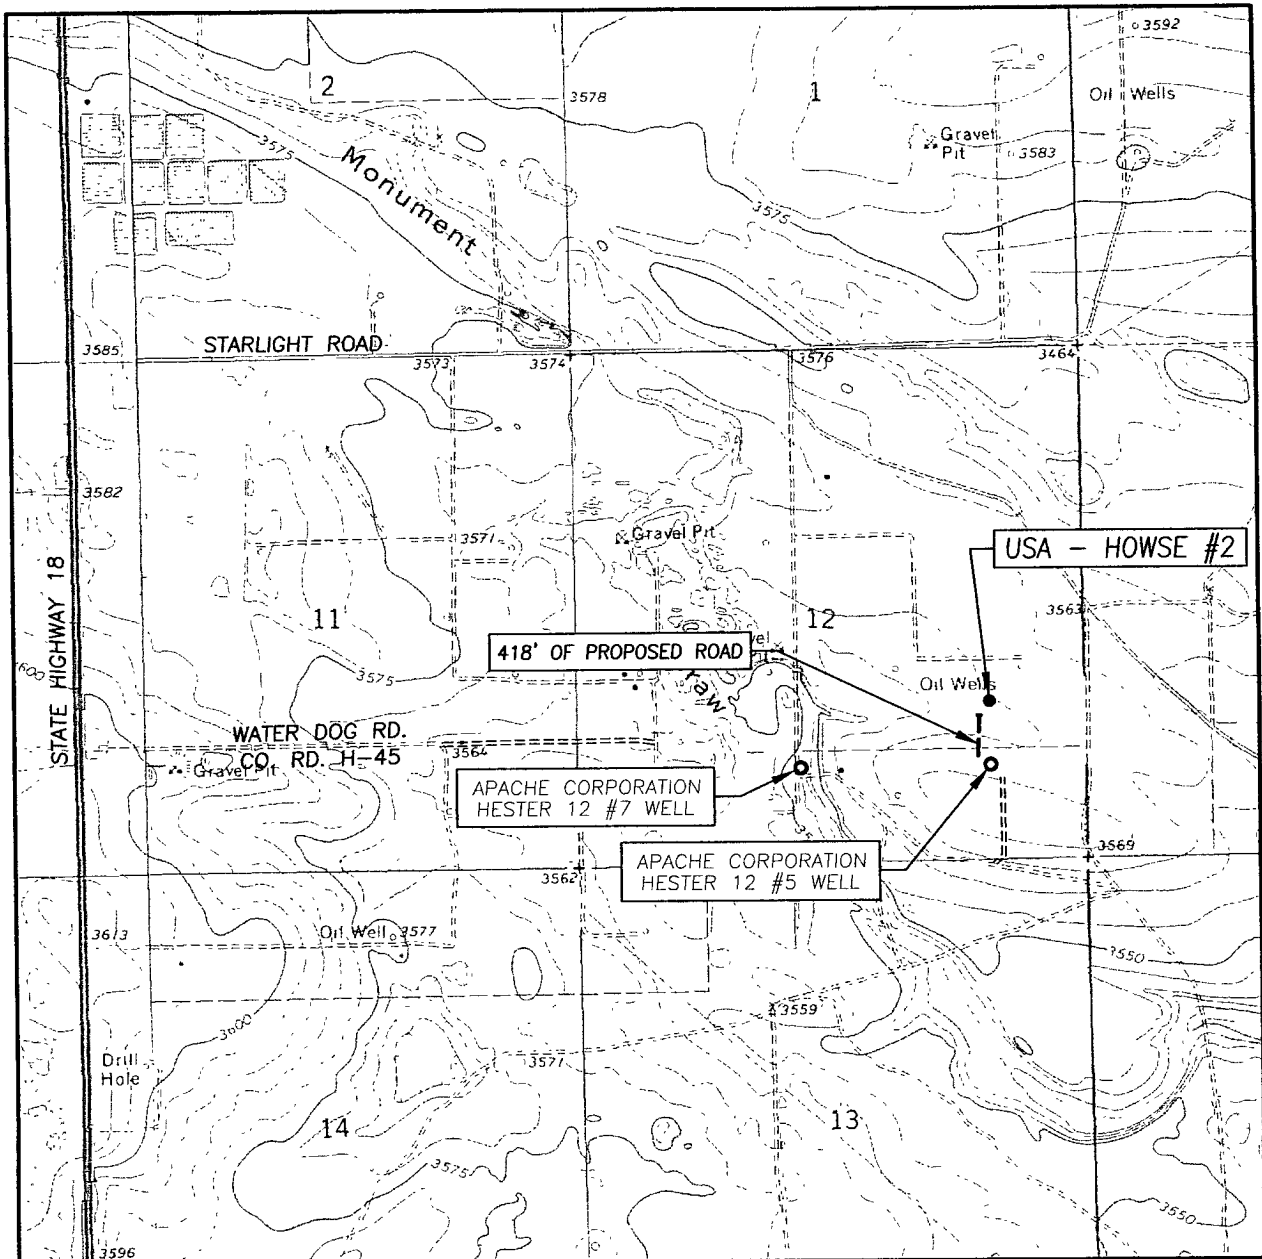 3592
2
1
3578
Oil Wells
Gravel
Pit
3583
3575
Monument
3575
STARLIGHT ROAD
3585
3573
3574
3576
3464
3582
3571
Gravel Pit
USA - HOWSE #2
STATE HIGHWAY 18
11
12
3563
418' OF PROPOSED ROAD
3575
raw
Oil Wells
WATER DOG RD.
CO. RD. H-45
3564
Gravel Pit
APACHE CORPORATION
HESTER 12 #7 WELL
APACHE CORPORATION
HESTER 12 #5 WELL
3569
3562
3613
Oil Well
3577
3550
3600
3559
Drill
Hole
3571
14
13
3575
3550
3596